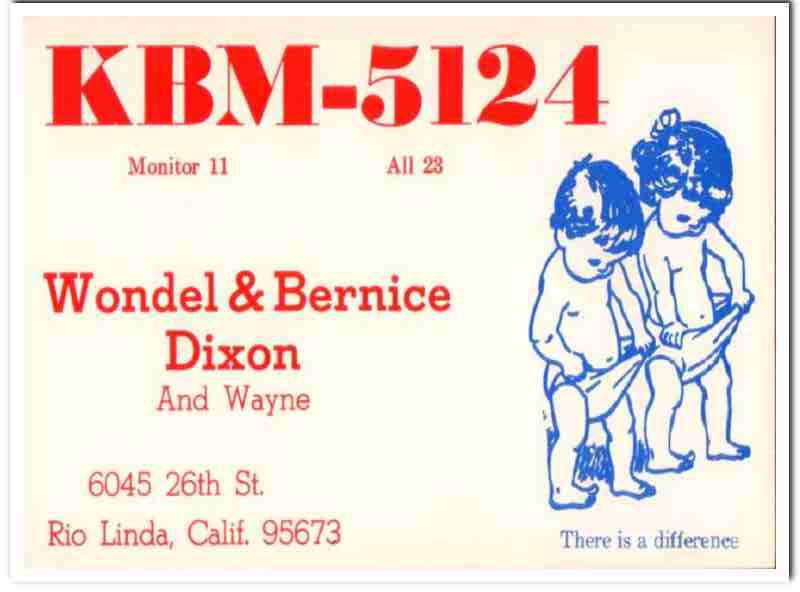 KBM-5124
Monitor 11 All 23
Wondel & Bernice
Dixon
And Wayne
6045 26th St.
Rio Linda, Calif. 95673
There is a difference